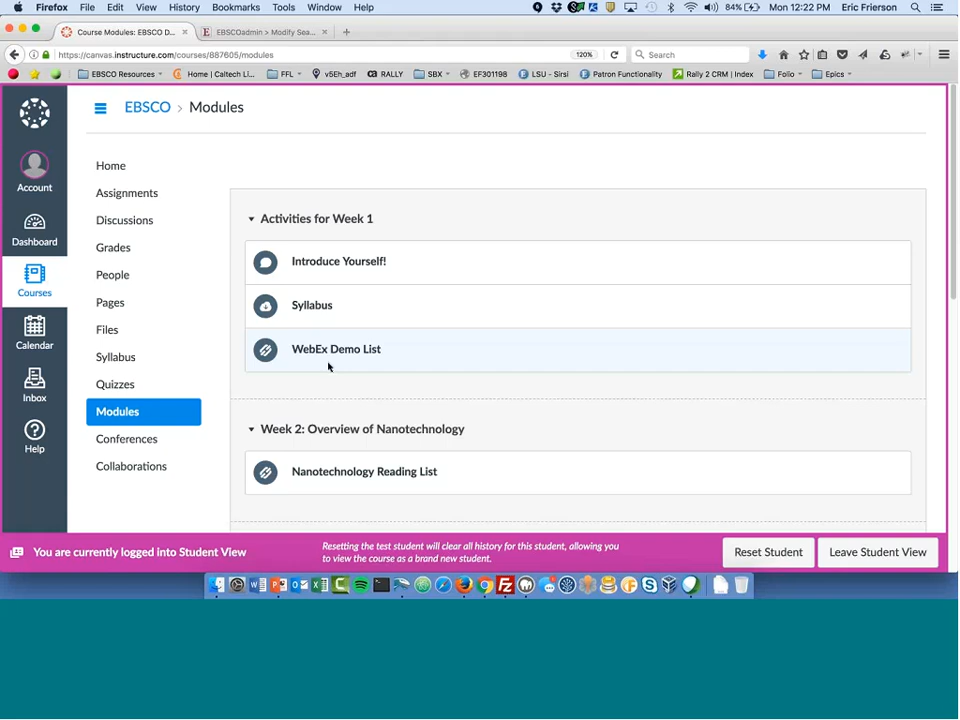 Firefox File Edit View History Bookmarks Tools Window Help 84% Mon 12:22 PM Eric Frierson
Course Modules: EBSCO D... EBSCOadmin > Modify Sea...
https://canvas.instructure.com/courses/887605/modules 120% Search
EBSCO Resources Home | Caltech Li... FFL v5Eh_adf RALLY SBX EF301198 LSU - Sirsi Patron Functionality Rally 2 CRM | Index Folio Epics
EBSCO > Modules
Account
Dashboard
Courses
Calendar
Inbox
Help
Home
Assignments
Discussions
Grades
People
Pages
Files
Syllabus
Quizzes
Modules
Conferences
Collaborations
Activities for Week 1
Introduce Yourself!
Syllabus
WebEx Demo List
Week 2: Overview of Nanotechnology
Nanotechnology Reading List
You are currently logged into Student View
Resetting the test student will clear all history for this student, allowing you
to view the course as a brand new student.
Reset Student
Leave Student View